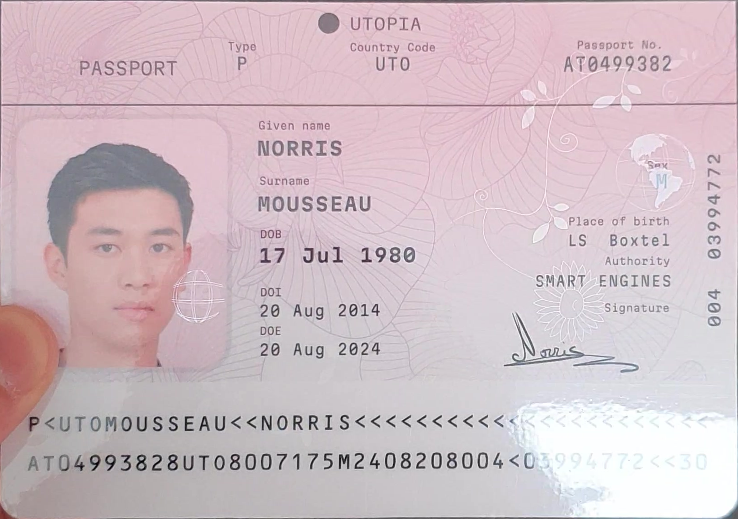 UTOPIA
PASSPORT
Type
P
Country Code
UTO
Passport No.
AT0499382
Given name
NORRIS
Surname
MOUSSEAU
DOB
17 Jul 1980
DOI
20 Aug 2014
DOE
20 Aug 2024
Sex
M
Place of birth
LS Boxtel
Authority
SMART ENGINES
Signature
Norris
004 03994772
P<UTOMOUSSEAU<<NORRIS<<<<<<<<<<<<<<<<<<<<<<<
AT04993828UTO8007175M2408208004<03994772<<30